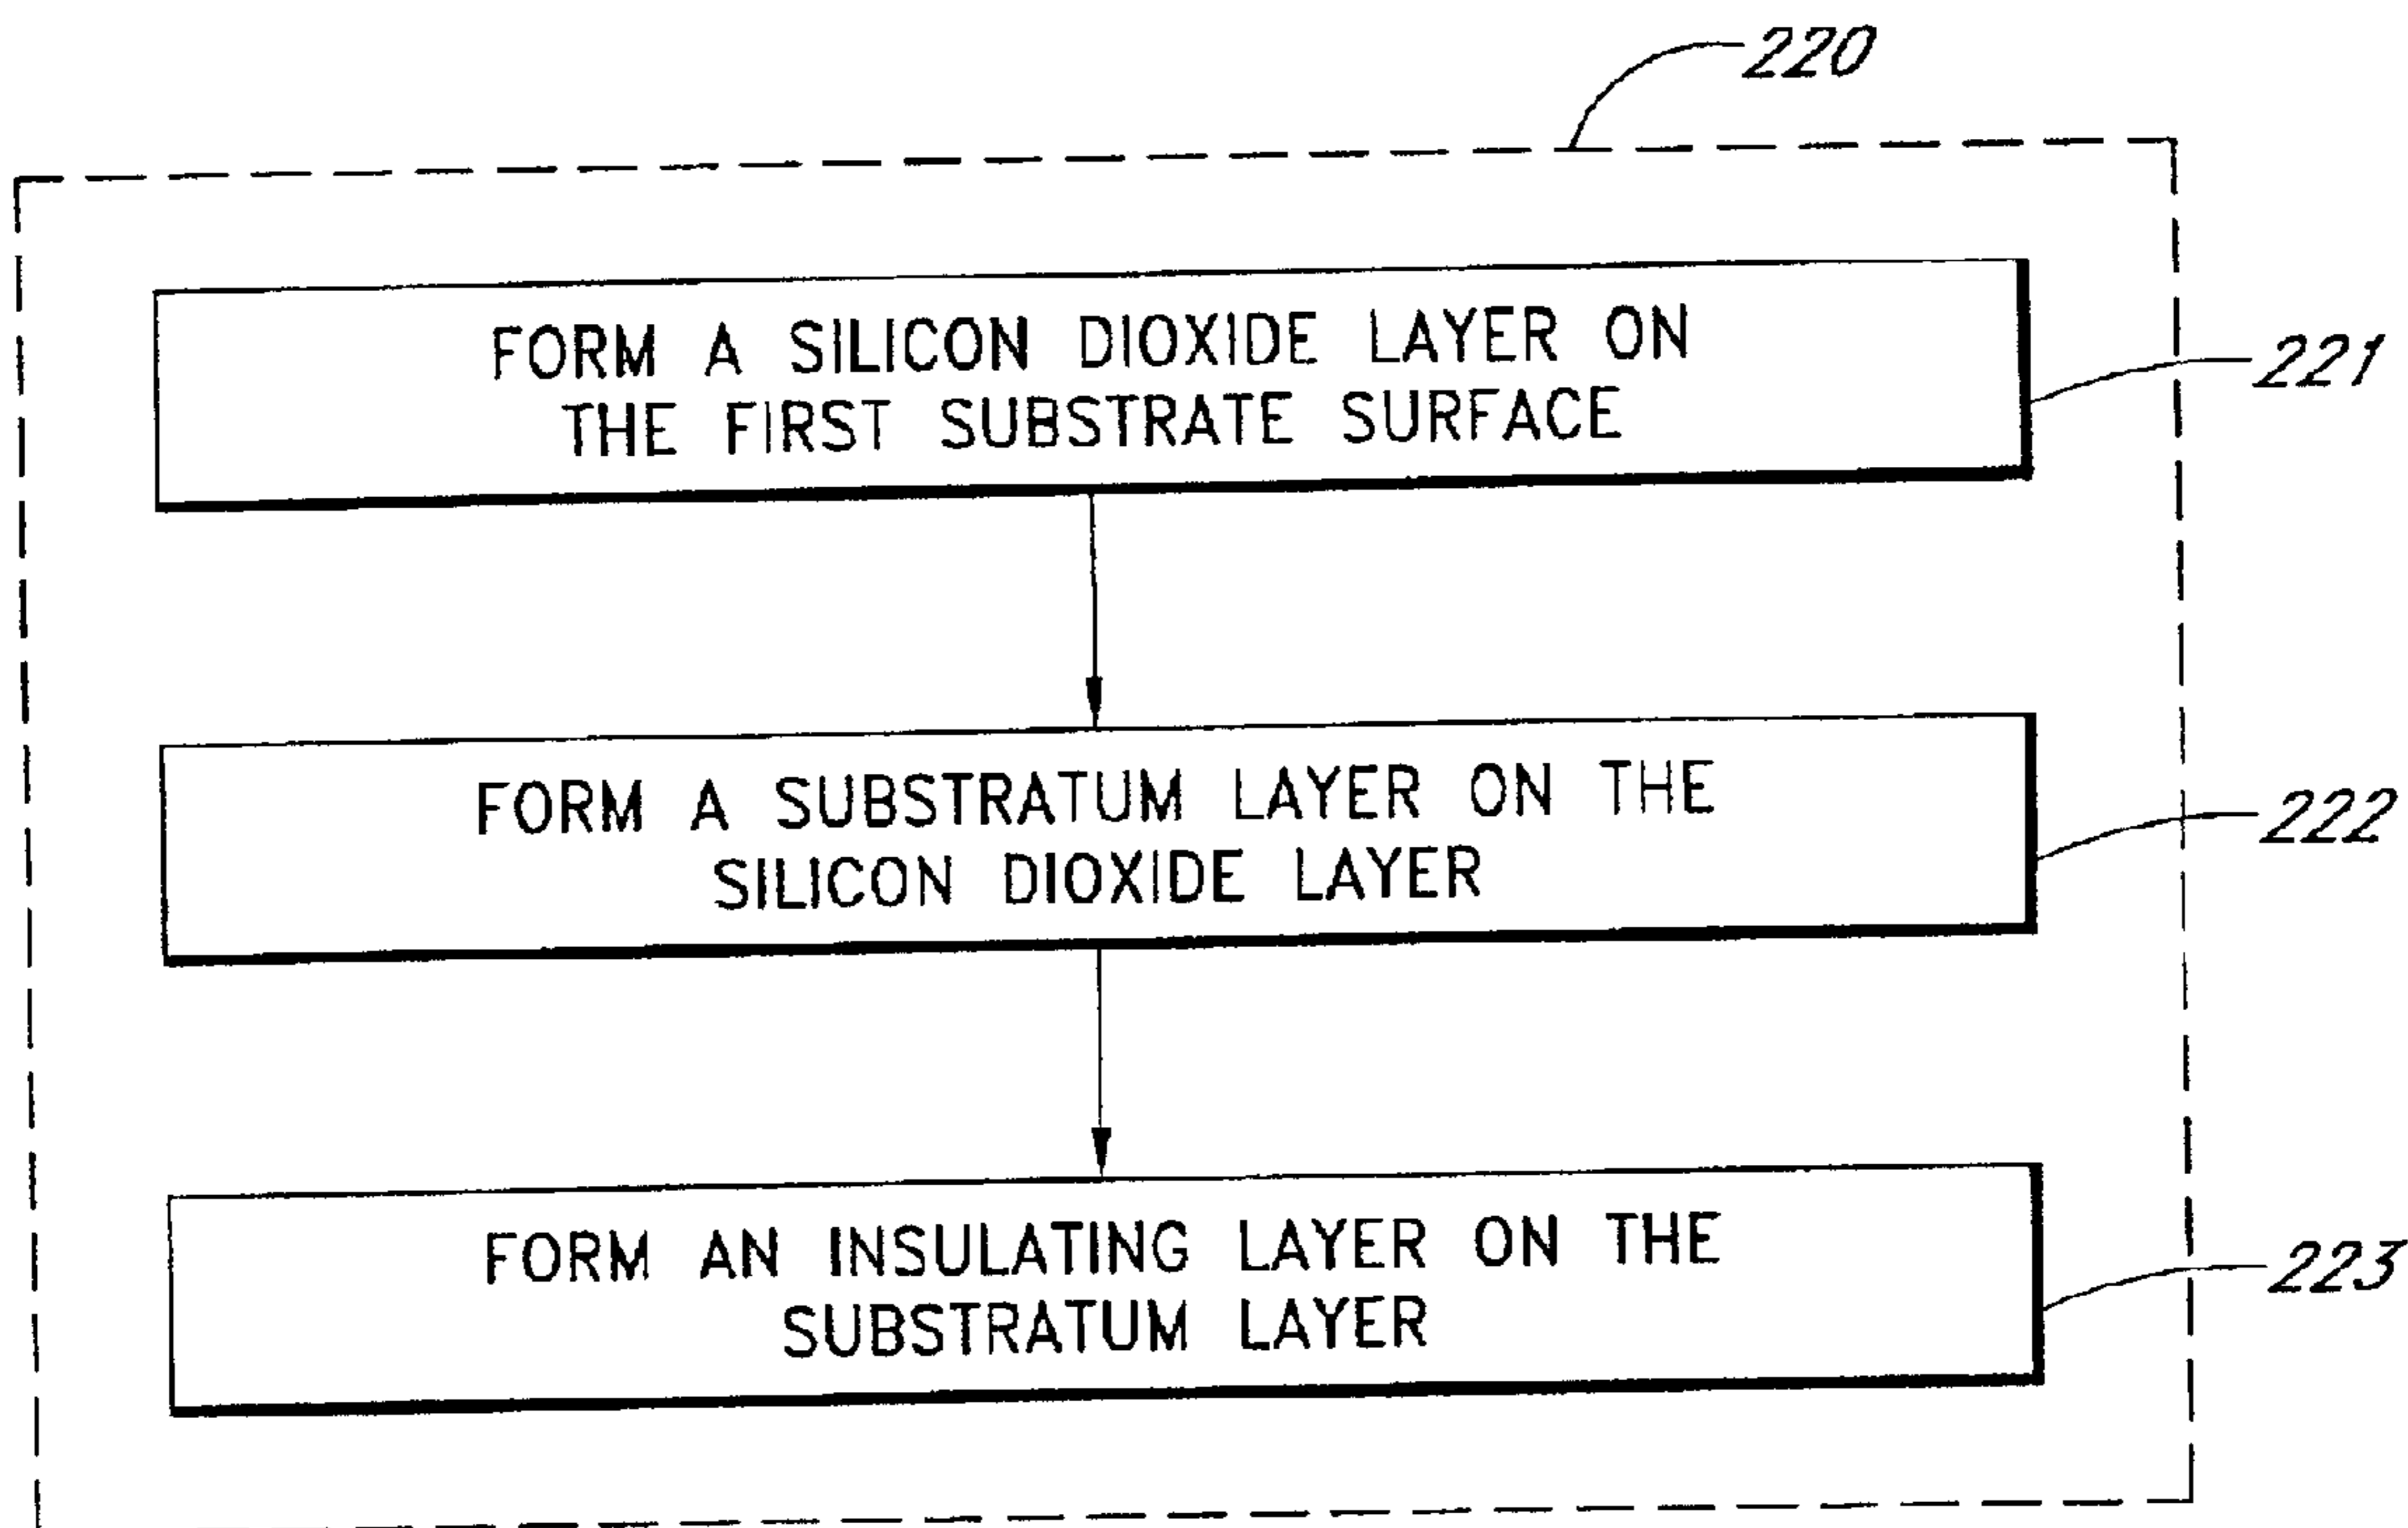 220
FORM A SILICON DIOXIDE LAYER ON
THE FIRST SUBSTRATE SURFACE
221
FORM A SUBSTRATUM LAYER ON THE
SILICON DIOXIDE LAYER
222
FORM AN INSULATING LAYER ON THE
SUBSTRATUM LAYER
223